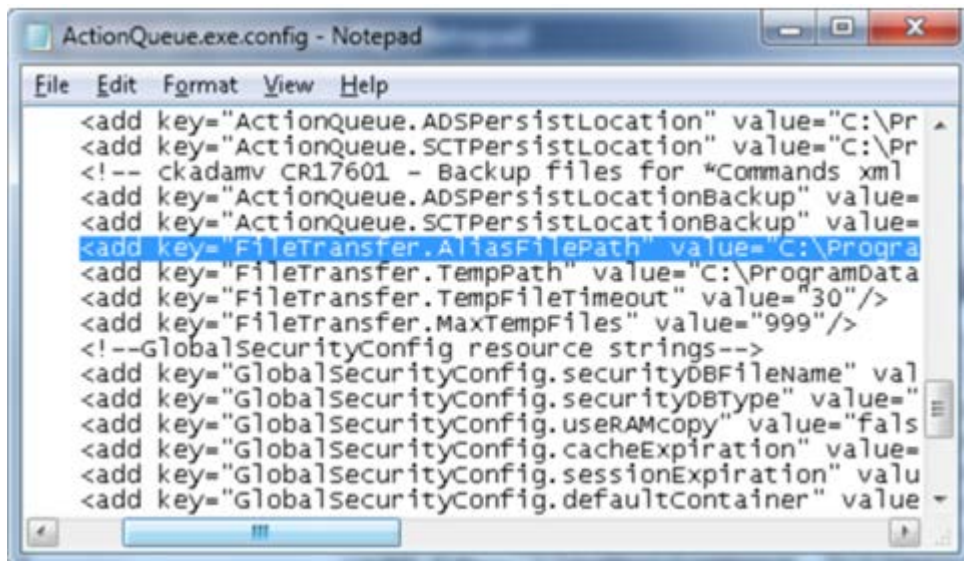 ActionQueue.exe.config - Notepad
File Edit Format View Help
<add key="ActionQueue.ADSPersistLocation" value="C:\Pr
<add key="ActionQueue.SCTPersistLocation" value="C:\Pr
<!-- ckadamv CR17601 - Backup files for *Commands xml
<add key="ActionQueue.ADSPersistLocationBackup" value=
<add key="ActionQueue.SCTPersistLocationBackup" value=
<add key="FileTransfer.AliasFilePath" value="C:\Progra
<add key="FileTransfer.TempPath" value="C:\ProgramData
<add key="FileTransfer.TempFileTimeout" value="30"/>
<add key="FileTransfer.MaxTempFiles" value="999"/>
<!--GlobalSecurityConfig resource strings-->
<add key="GlobalSecurityConfig.securityDBFileName" val
<add key="GlobalSecurityConfig.securityDBType" value="
<add key="GlobalSecurityConfig.useRAMcopy" value="fals
<add key="GlobalSecurityConfig.cacheExpiration" value=
<add key="GlobalSecurityConfig.sessionExpiration" valu
<add key="GlobalSecurityConfig.defaultContainer" value